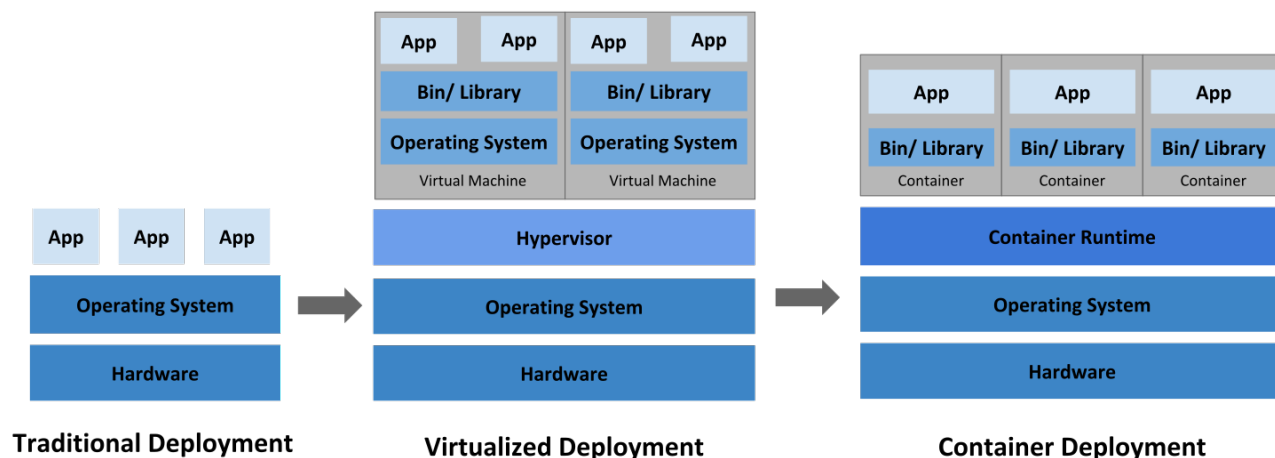 App
App
App
Operating System
Hardware
Traditional Deployment
App
App
Bin/ Library
Operating System
Virtual Machine
App
App
Bin/ Library
Operating System
Virtual Machine
Hypervisor
Operating System
Hardware
Virtualized Deployment
App
Bin/ Library
Container
App
Bin/ Library
Container
App
Bin/ Library
Container
Container Runtime
Operating System
Hardware
Container Deployment